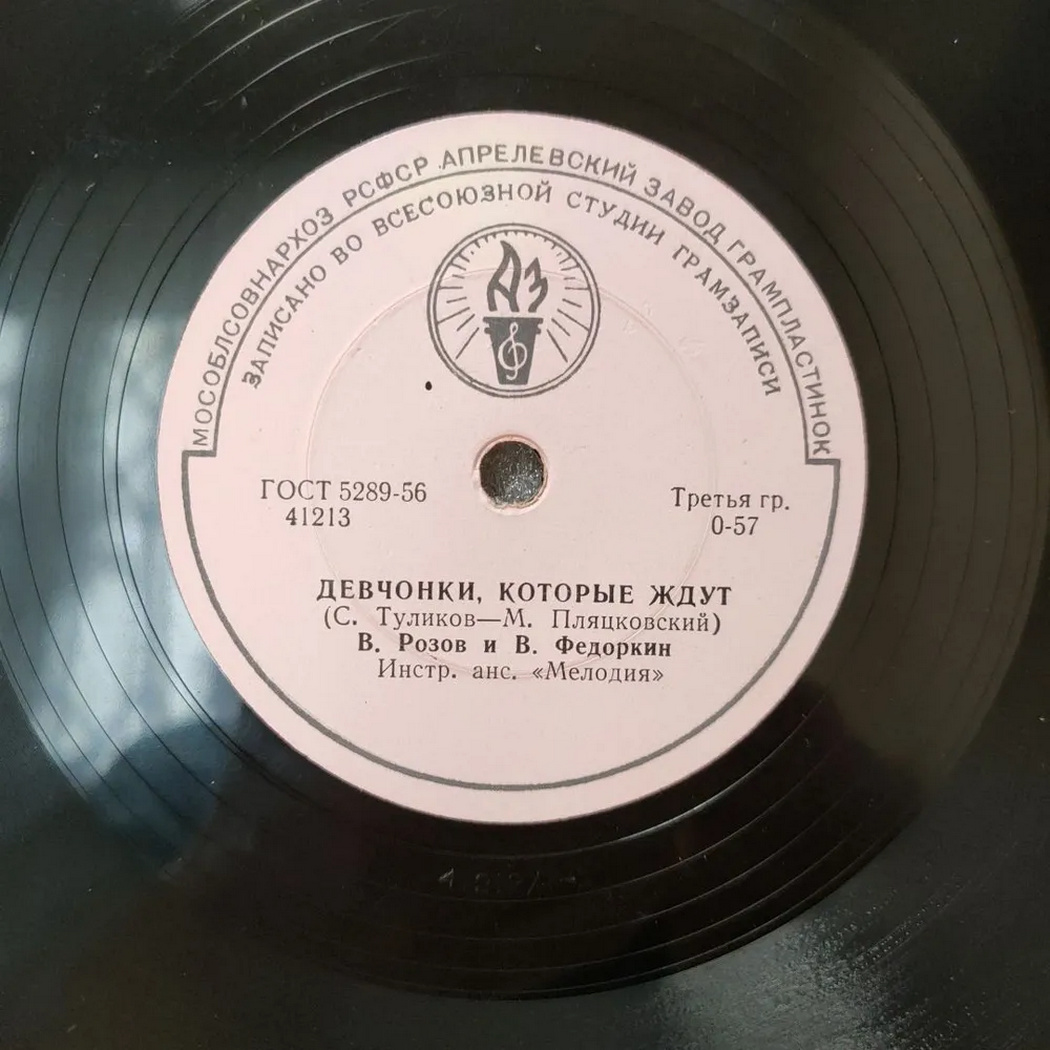 МОСОБЛСОВНАРХОЗ РСФСР АПРЕЛЕВСКИЙ ЗАВОД ГРАМПЛАСТИНОК
ЗАПИСАНО ВО ВСЕСОЮЗНОЙ СТУДИИ ГРАМЗАПИСИ
АЗ
ГОСТ 5289-56
41213
Третья гр.
0-57
ДЕВЧОНКИ, КОТОРЫЕ ЖДУТ
(С. Туликов—М. Пляцковский)
В. Розов и В. Федоркин
Инстр. анс. «Мелодия»